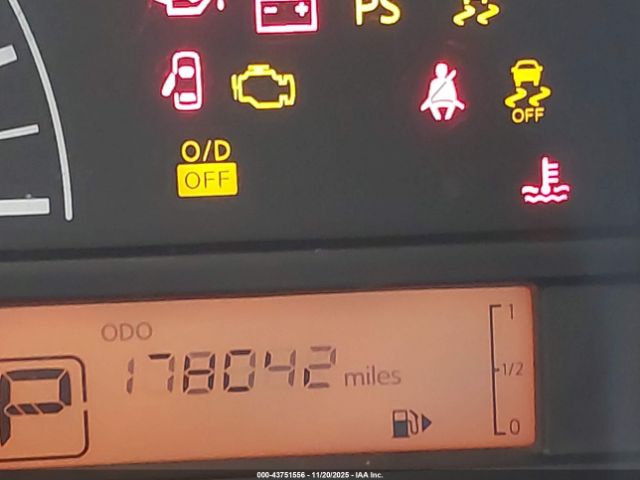 PS
OFF
O/D
OFF
ODO
178042 miles
1
1/2
0
P
000-43751556 - 11/20/2025 - IAA Inc.